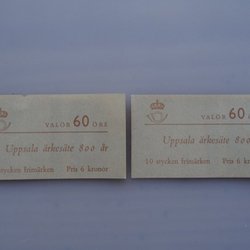 VALÖR 60 ÖRE
Uppsala ärkesäte 800 år
stycken frimärken Pris 6 kronor
VALÖR 60
Uppsala ärkesäte 800
10 stycken frimärken Pris 6